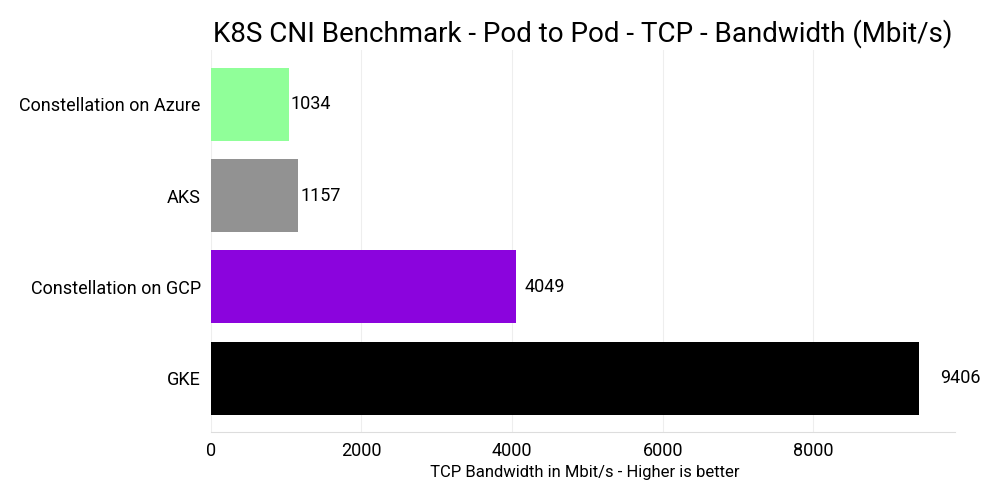 K8S CNI Benchmark - Pod to Pod - TCP - Bandwidth (Mbit/s)
Constellation on Azure
1034
AKS
1157
Constellation on GCP
4049
GKE
9406
0 2000 4000 6000 8000
TCP Bandwidth in Mbit/s - Higher is better